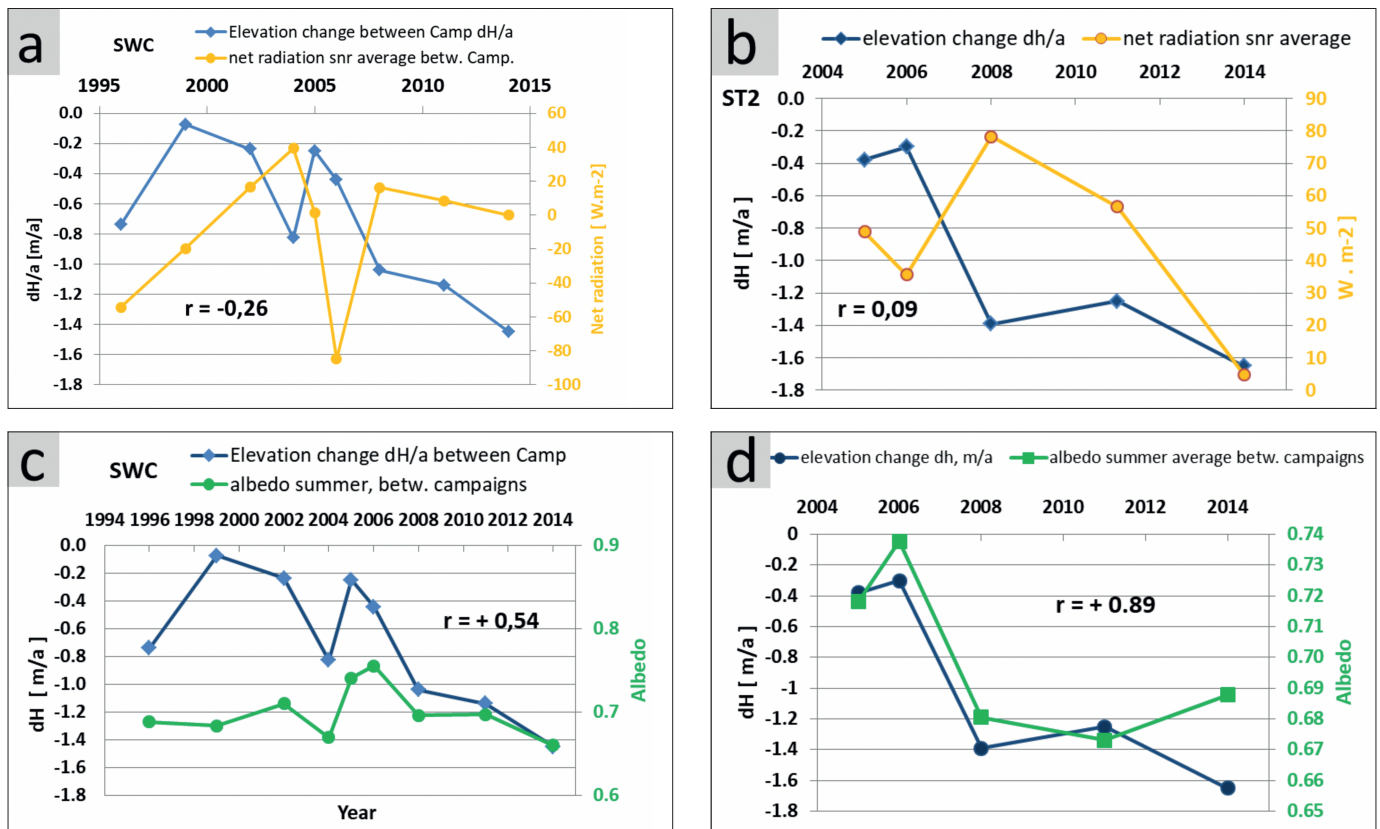 a
SWC
Elevation change between Camp dH/a
net radiation snr average betw. Camp.
1995 2000 2005 2010 2015
0.0
-0.2
-0.4
-0.6
-0.8
-1.0
-1.2
-1.4
-1.6
-1.8
dH/a [m/a]
60
40
20
0
-20
-40
-60
-80
-100
Net radiation [ W.m-2]
r = -0,26
b
elevation change dh/a net radiation snr average
2004 2006 2008 2010 2012 2014
ST2
0.0
-0.2
-0.4
-0.6
-0.8
-1.0
-1.2
-1.4
-1.6
-1.8
dH [ m/a ]
90
80
70
60
50
40
30
20
10
0
W . m-2 ]
r = 0,09
c
SWC
Elevation change dH/a between Camp
albedo summer, betw. campaigns
1994 1996 1998 2000 2002 2004 2006 2008 2010 2012 2014
0.0
-0.2
-0.4
-0.6
-0.8
-1.0
-1.2
-1.4
-1.6
-1.8
dH [ m/a ]
0.9
0.8
0.7
0.6
Albedo
r = + 0,54
Year
d
elevation change dh, m/a albedo summer average betw. campaigns
2004 2006 2008 2010 2012 2014
0
-0.2
-0.4
-0.6
-0.8
-1
-1.2
-1.4
-1.6
-1.8
dH [ m/a ]
0.74
0.73
0.72
0.71
0.70
0.69
0.68
0.67
0.66
0.65
Albedo
r = + 0.89